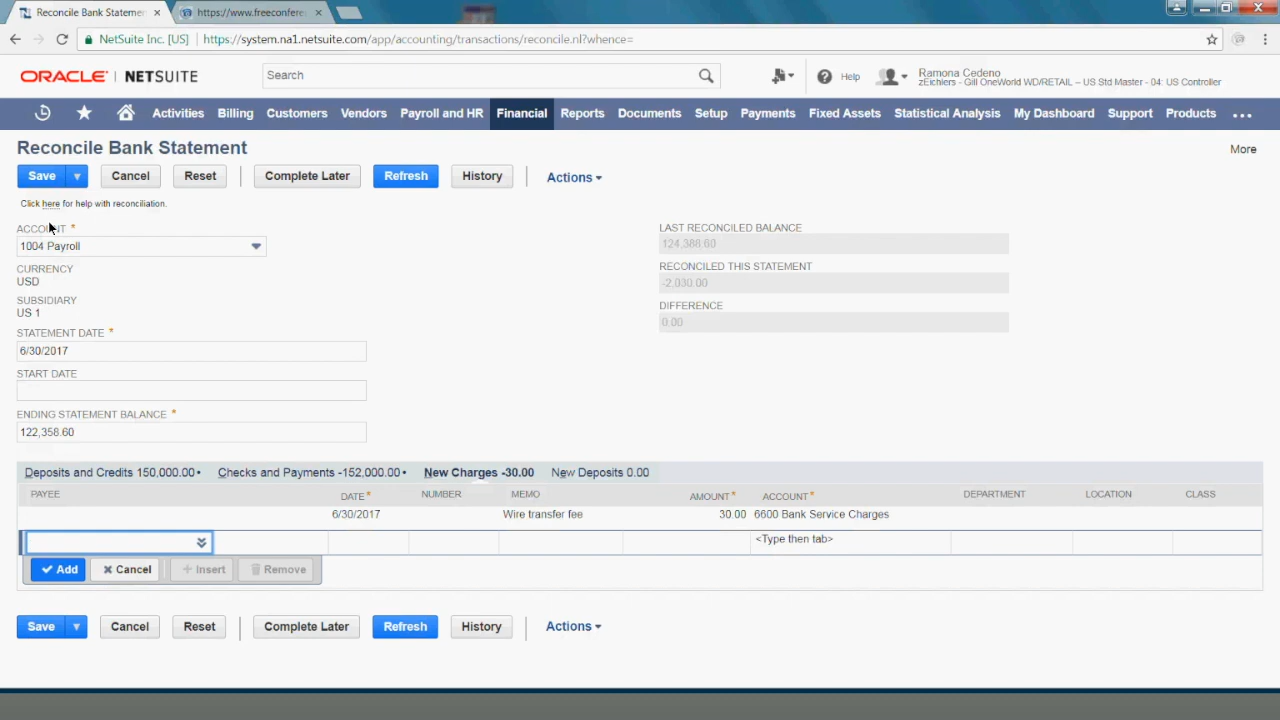 Reconcile Bank Statemen
https://www.freeconfere
NetSuite Inc. [US]
https://system.na1.netsuite.com/app/accounting/transactions/reconcile.nl?whence=
ORACLE | NETSUITE
Search
Help
Ramona Cedeno
zEichlers - Gill OneWorld WD/RETAIL – US Std Master - 04: US Controller
Activities Billing Customers Vendors Payroll and HR Financial Reports Documents Setup Payments Fixed Assets Statistical Analysis My Dashboard Support Products ...
Reconcile Bank Statement
More
Save Cancel Reset Complete Later Refresh History Actions
Click here for help with reconciliation.
ACCOUNT *
1004 Payroll
CURRENCY
USD
SUBSIDIARY
US 1
STATEMENT DATE *
6/30/2017
START DATE
ENDING STATEMENT BALANCE *
122,358.60
LAST RECONCILED BALANCE
124,388.60
RECONCILED THIS STATEMENT
-2,030.00
DIFFERENCE
0.00
Deposits and Credits 150,000.00• Checks and Payments -152,000.00• New Charges -30.00 New Deposits 0.00
PAYEE DATE* NUMBER MEMO AMOUNT* ACCOUNT* DEPARTMENT LOCATION CLASS
6/30/2017 Wire transfer fee 30.00 6600 Bank Service Charges
<Type then tab>
Add Cancel Insert Remove
Save Cancel Reset Complete Later Refresh History Actions